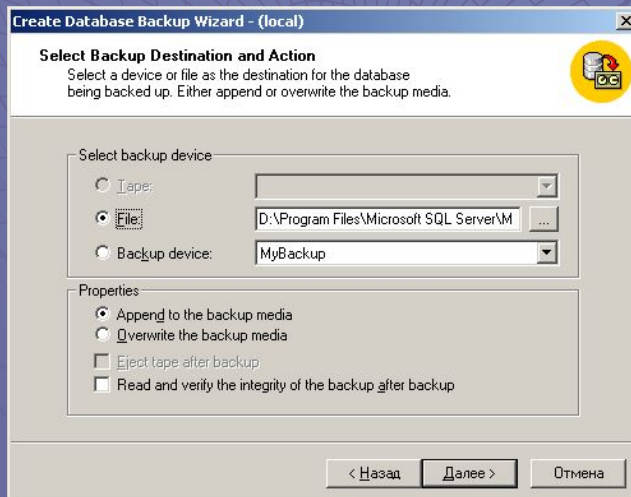 Create Database Backup Wizard - (local)
Select Backup Destination and Action
Select a device or file as the destination for the database
being backed up. Either append or overwrite the backup media.
Select backup device
Tape:
File:
D:\Program Files\Microsoft SQL Server\M
...
Backup device:
MyBackup
Properties
Append to the backup media
Overwrite the backup media
Eject tape after backup
Read and verify the integrity of the backup after backup
< Назад
Далее >
Отмена